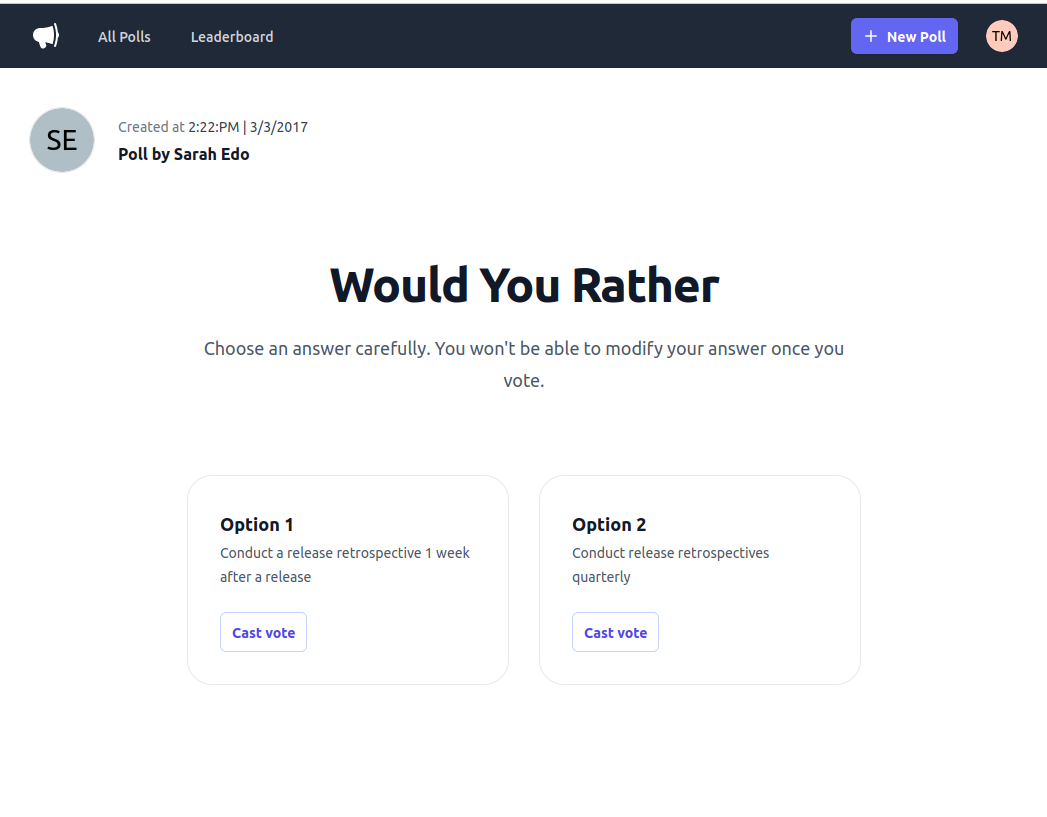 All Polls Leaderboard + New Poll TM
SE
Created at 2:22:PM | 3/3/2017
Poll by Sarah Edo
Would You Rather
Choose an answer carefully. You won't be able to modify your answer once you
vote.
Option 1
Conduct a release retrospective 1 week
after a release
Cast vote
Option 2
Conduct release retrospectives
quarterly
Cast vote